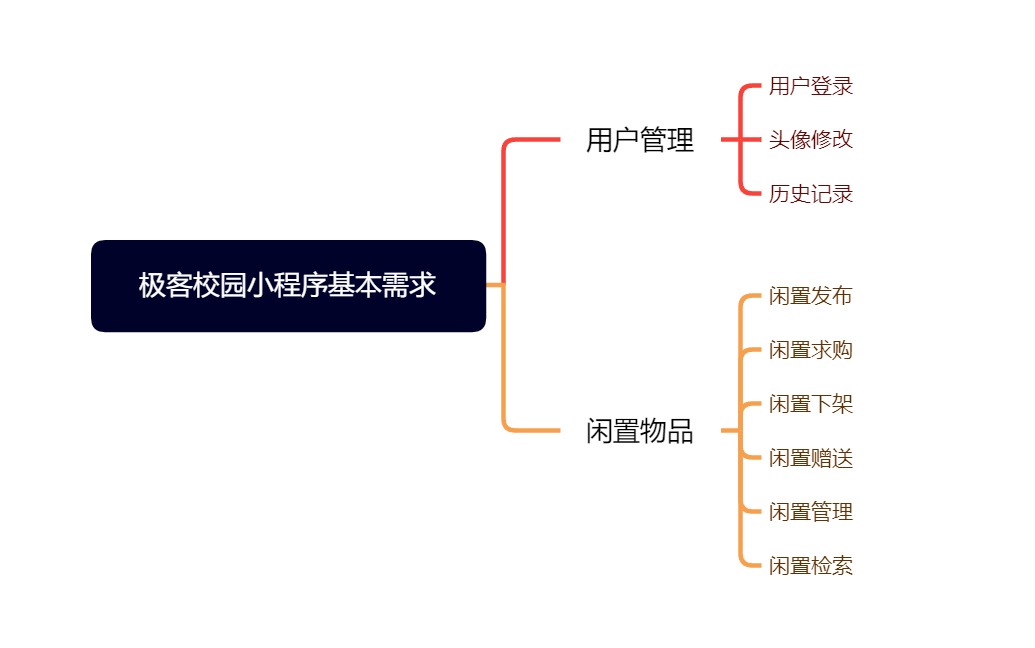 极客校园小程序基本需求
用户管理
用户登录
头像修改
历史记录
闲置物品
闲置发布
闲置求购
闲置下架
闲置赠送
闲置管理
闲置检索